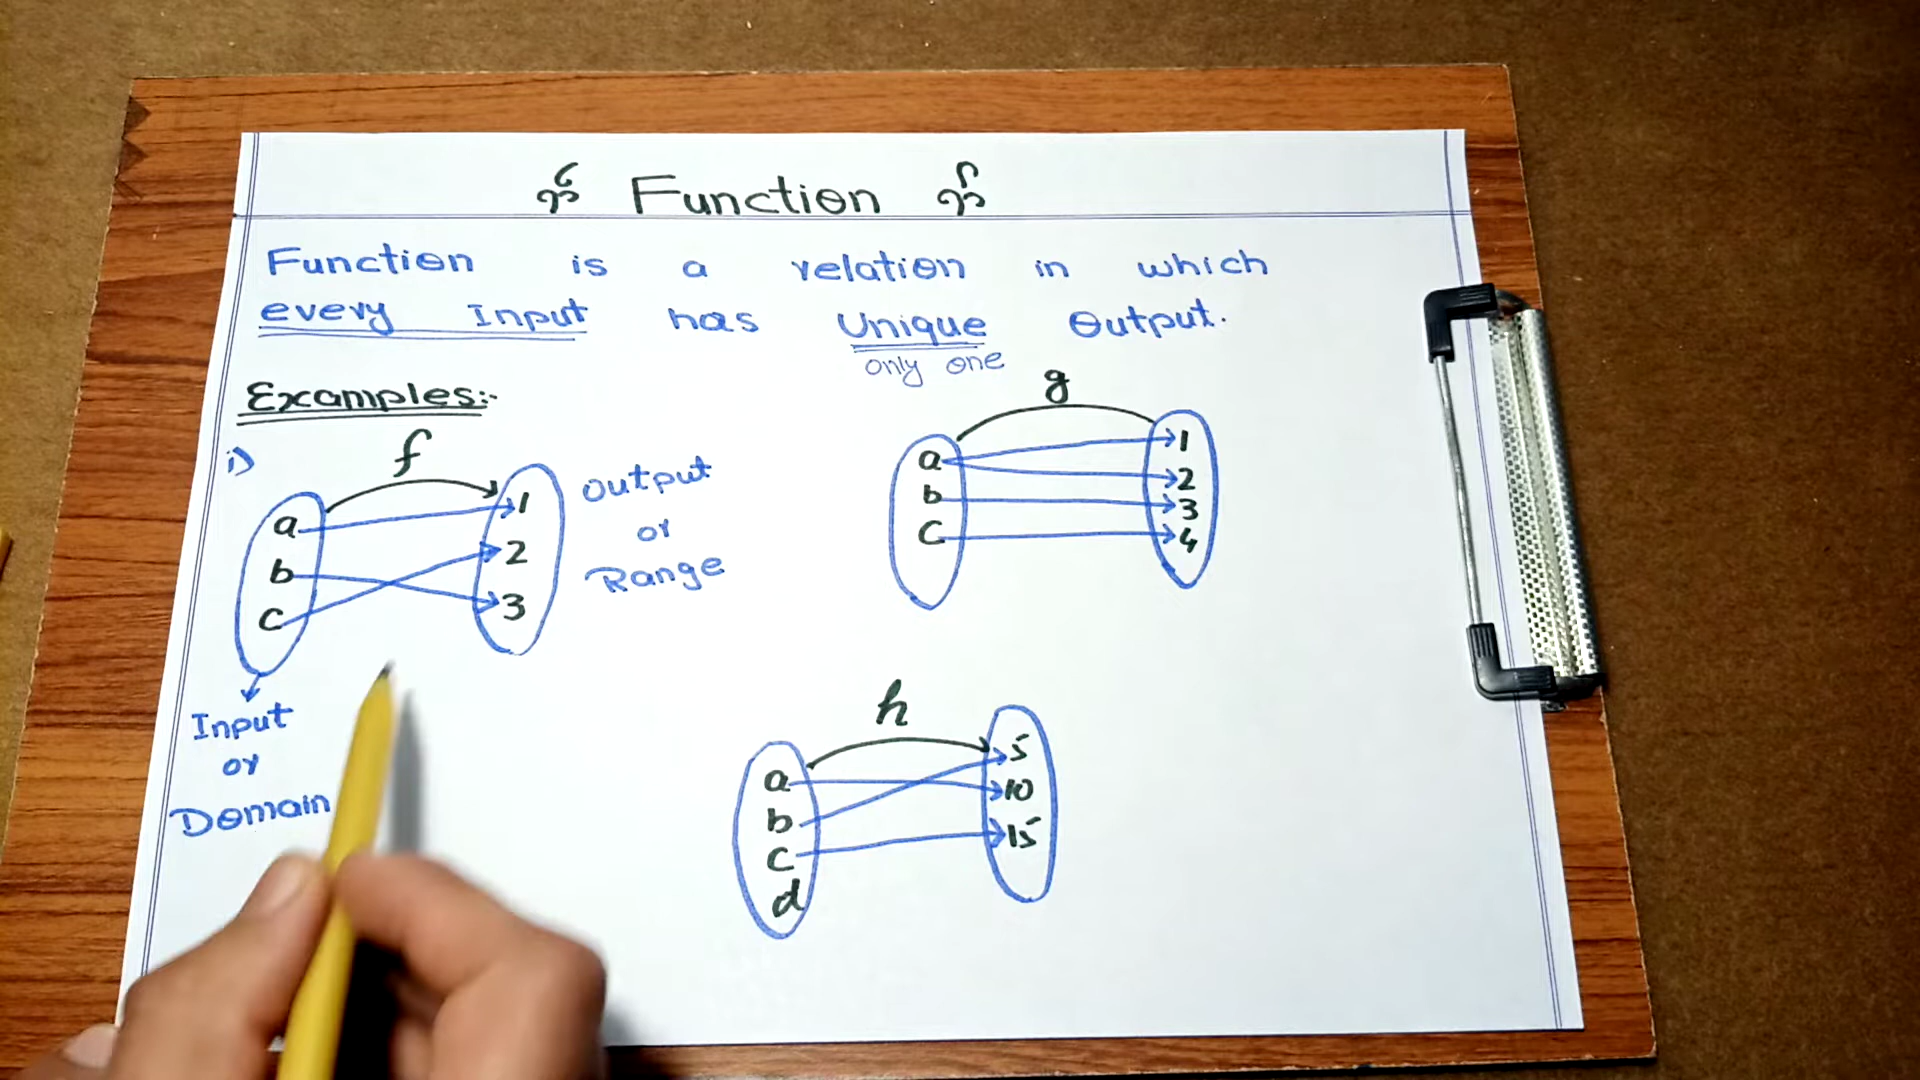 Function
Function is a relation in which
every Input has Unique Output.
only one
Examples:-
i)
f
a
b
c
1
2
3
Output
or
Range
Input
or
Domain
g
a
b
c
1
2
3
4
h
a
b
c
d
5
10
15